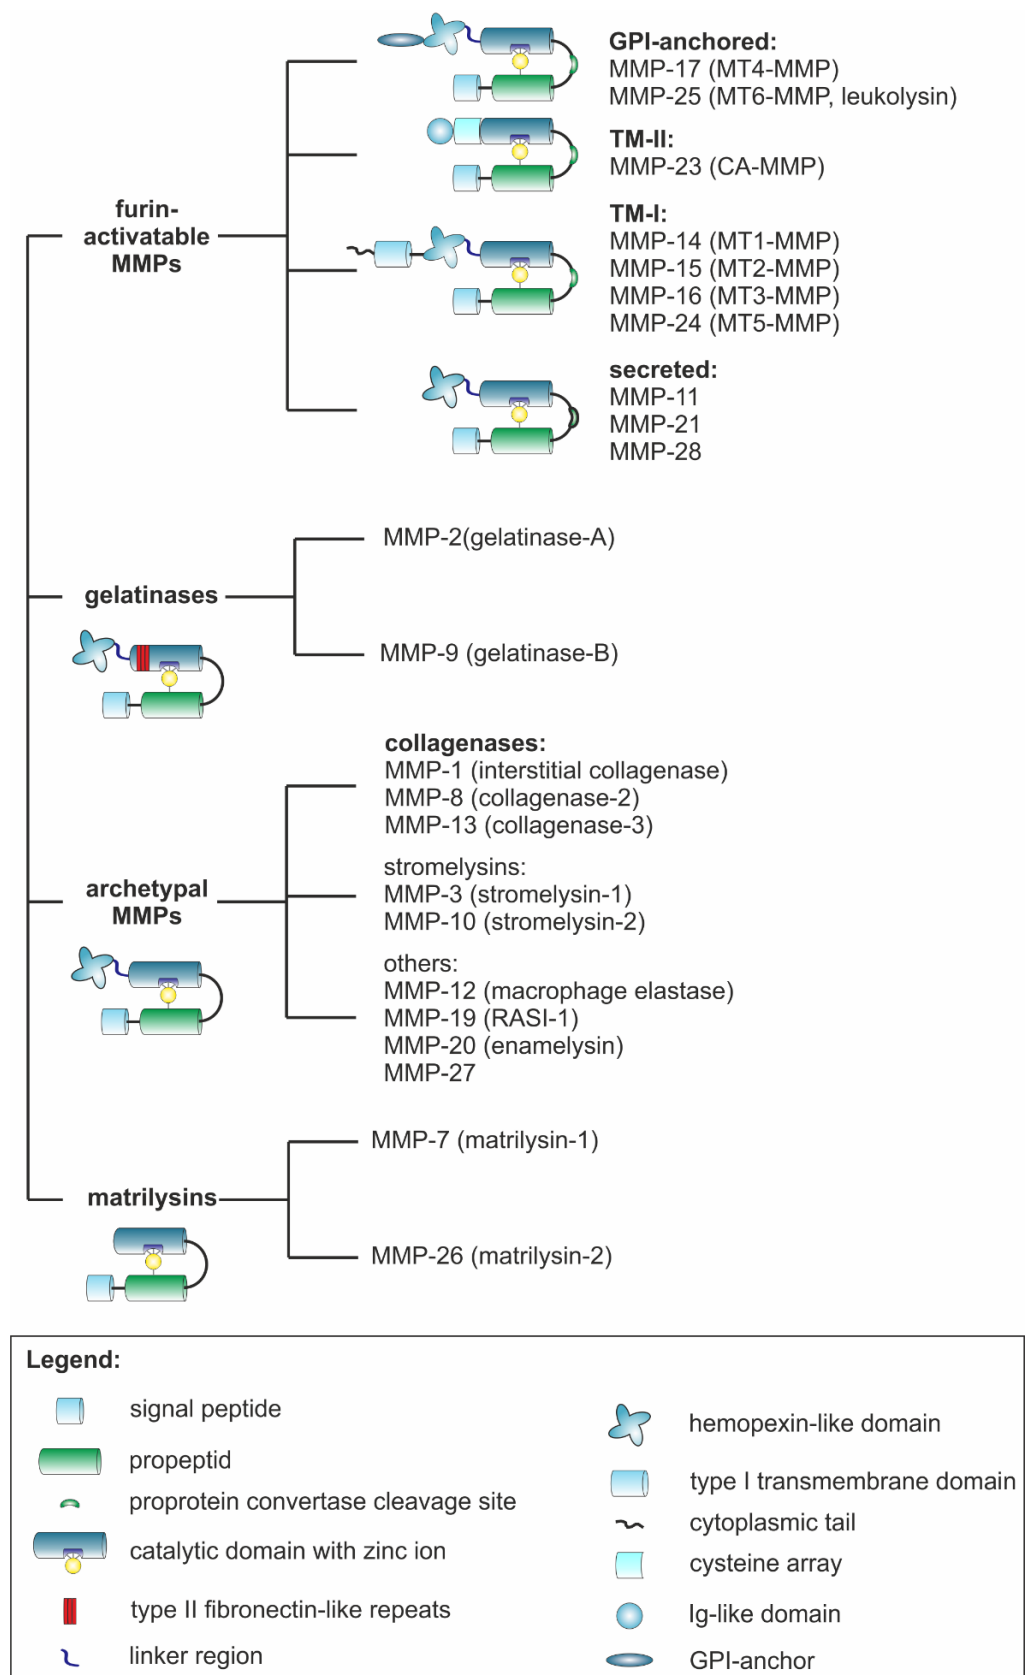 GPI-anchored:
MMP-17 (MT4-MMP)
MMP-25 (MT6-MMP, leukolysin)
TM-II:
MMP-23 (CA-MMP)
furin-
activatable
MMPs
TM-I:
MMP-14 (MT1-MMP)
MMP-15 (MT2-MMP)
MMP-16 (MT3-MMP)
MMP-24 (MT5-MMP)
secreted:
MMP-11
MMP-21
MMP-28
gelatinases
MMP-2(gelatinase-A)
MMP-9 (gelatinase-B)
archetypal
MMPs
collagenases:
MMP-1 (interstitial collagenase)
MMP-8 (collagenase-2)
MMP-13 (collagenase-3)
stromelysins:
MMP-3 (stromelysin-1)
MMP-10 (stromelysin-2)
others:
MMP-12 (macrophage elastase)
MMP-19 (RASI-1)
MMP-20 (enamelysin)
MMP-27
matrilysins
MMP-7 (matrilysin-1)
MMP-26 (matrilysin-2)
Legend:
signal peptide
propeptid
proprotein convertase cleavage site
catalytic domain with zinc ion
type II fibronectin-like repeats
linker region
hemopexin-like domain
type I transmembrane domain
cytoplasmic tail
cysteine array
Ig-like domain
GPI-anchor